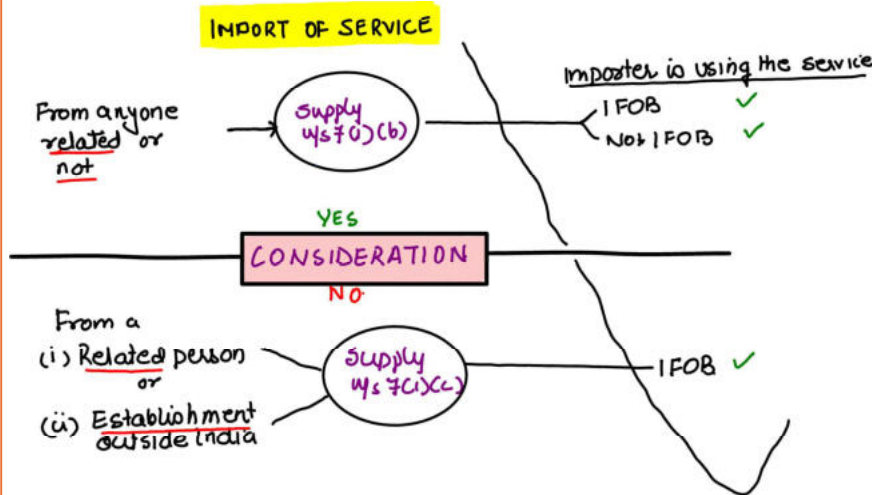 IMPORT OF SERVICE
Importer is using the service
From anyone
related or
not
Supply
u/s 7(1)(b)
IFOB ✓
Not IFOB ✓
YES
CONSIDERATION
NO
From a
(i) Related person
or
(ii) Establishment
outside India
Supply
u/s 7(1)(c)
IFOB ✓